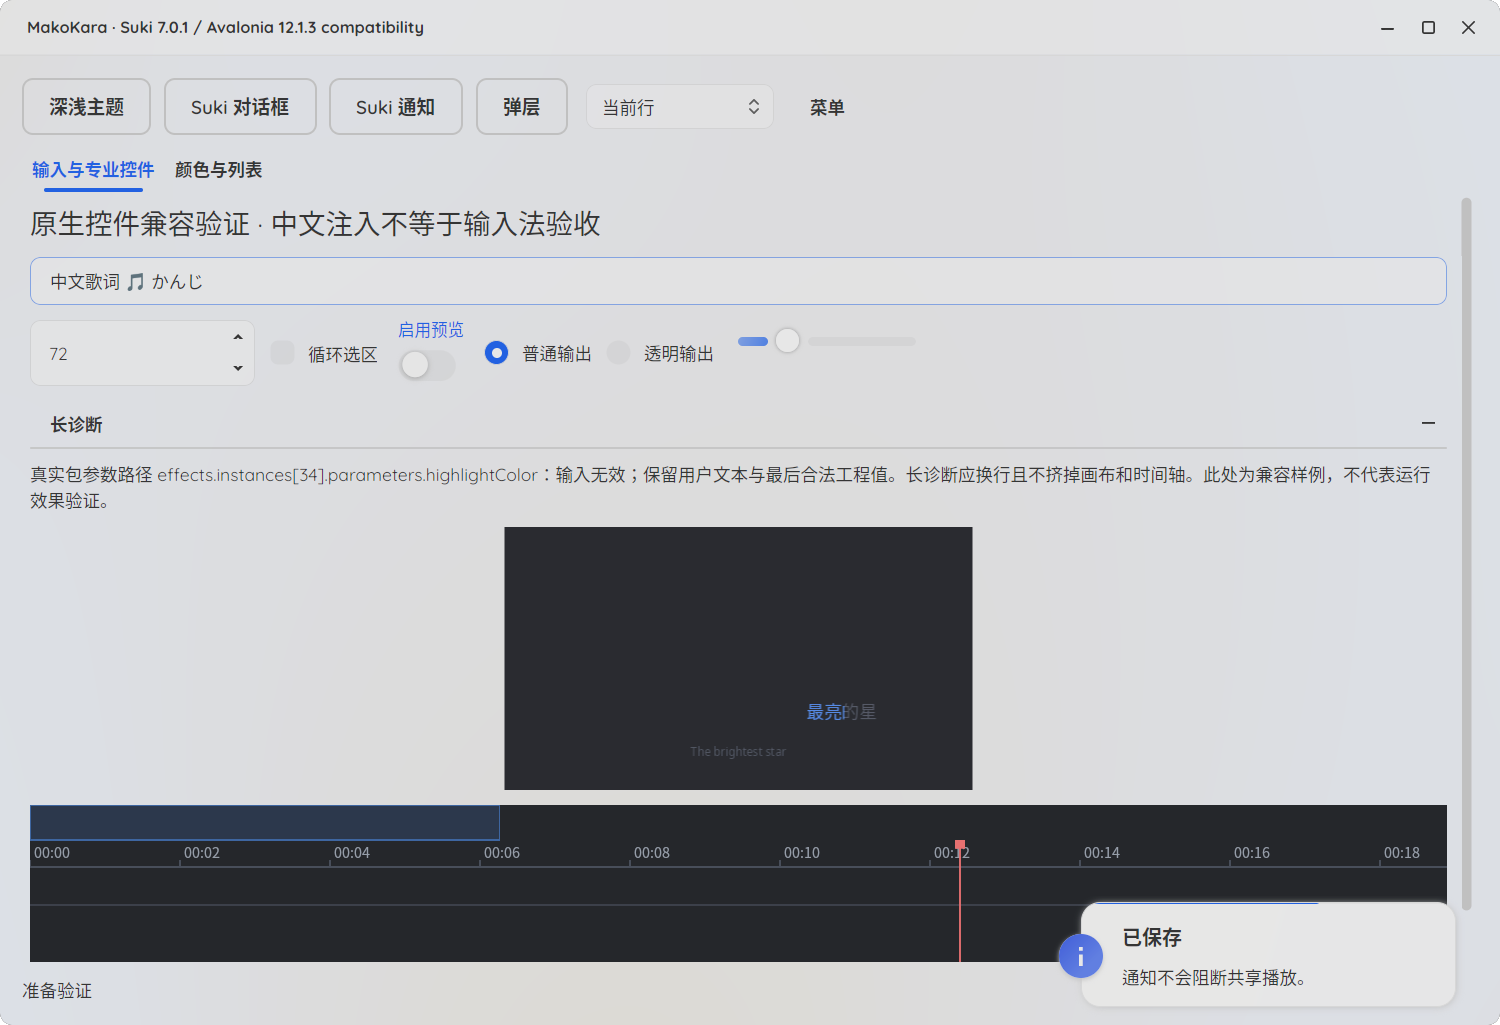 MakoKara · Suki 7.0.1 / Avalonia 12.1.3 compatibility
深浅主题 Suki 对话框 Suki 通知 弹层 当前行 菜单
输入与专业控件 颜色与列表
原生控件兼容验证 · 中文注入不等于输入法验收
中文歌词 🎵 かんじ
启用预览
72 循环选区 普通输出 透明输出
长诊断
真实包参数路径 effects.instances[34].parameters.highlightColor：输入无效；保留用户文本与最后合法工程值。长诊断应换行且不挤掉画布和时间轴。此处为兼容样例，不代表运行
效果验证。
最亮的星
The brightest star
00:00 00:02 00:04 00:06 00:08 00:10 00:12 00:14 00:16 00:18
已保存
通知不会阻断共享播放。
准备验证